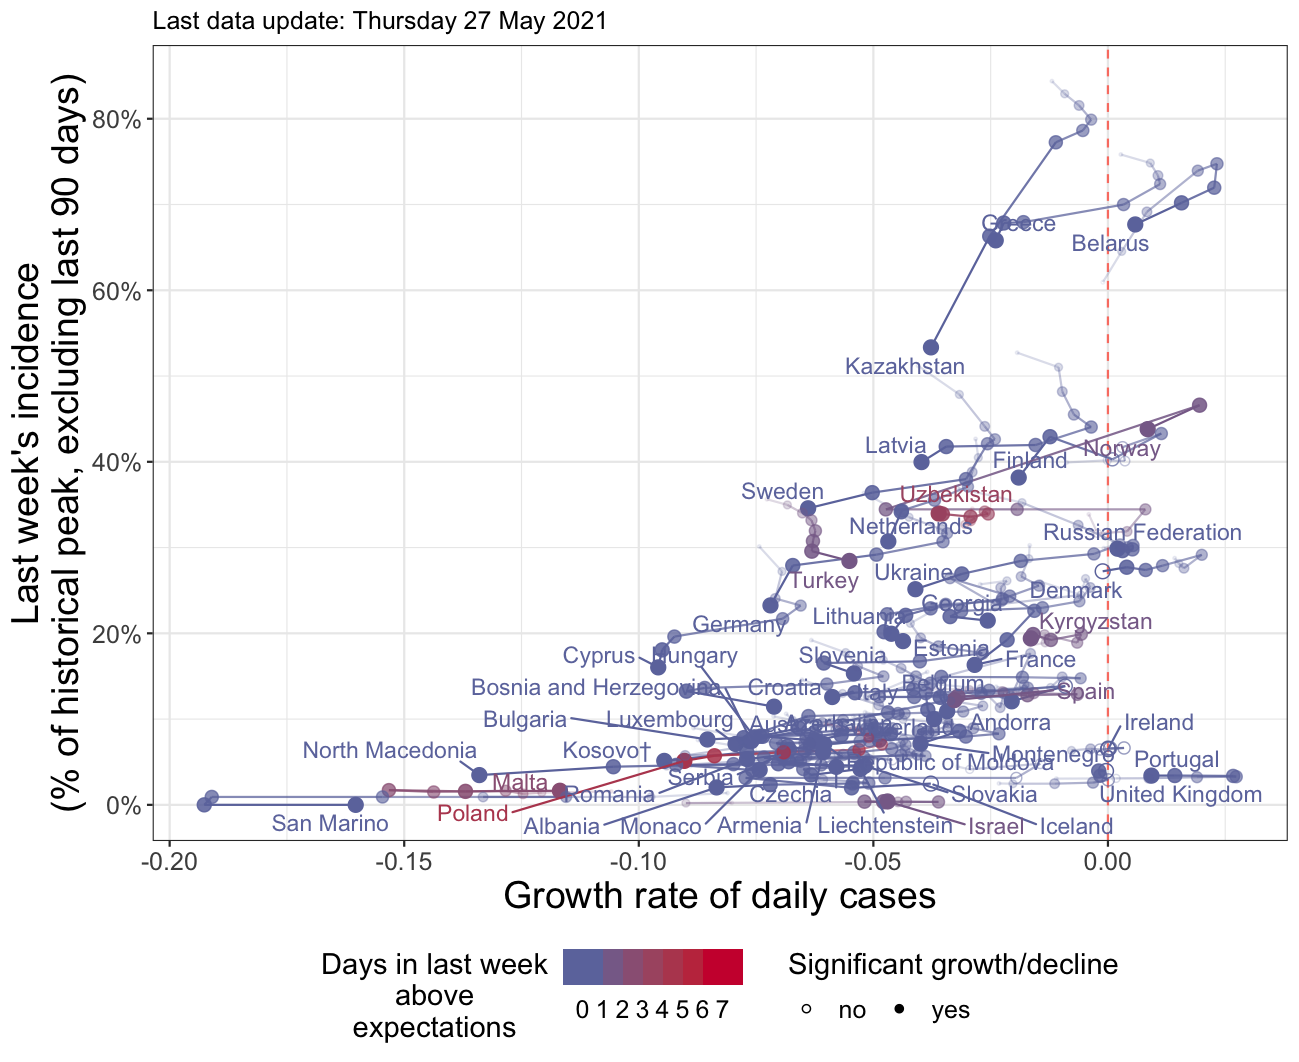 Last data update: Thursday 27 May 2021
Last week's incidence
(% of historical peak, excluding last 90 days)
80%
60%
40%
20%
0%
Greece
Belarus
Kazakhstan
Latvia
Norway
Finland
Sweden
Uzbekistan
Netherlands
Russian Federation
Turkey
Ukraine
Denmark
Georgia
Lithuania
Germany
Kyrgyzstan
Cyprus
Hungary
Slovenia
Estonia
France
Bosnia and Herzegovina
Croatia
Italy
Belgium
Spain
Bulgaria
Luxembourg
Andorra
Ireland
North Macedonia
Kosovo†
Montenegro
Republic of Moldova
Portugal
Malta
Serbia
Romania
Czechia
Slovakia
United Kingdom
Poland
San Marino
Albania
Monaco
Armenia
Liechtenstein
Israel
Iceland
-0.20
-0.15
-0.10
-0.05
0.00
Growth rate of daily cases
Days in last week
above
expectations
0 1 2 3 4 5 6 7
Significant growth/decline
no
yes